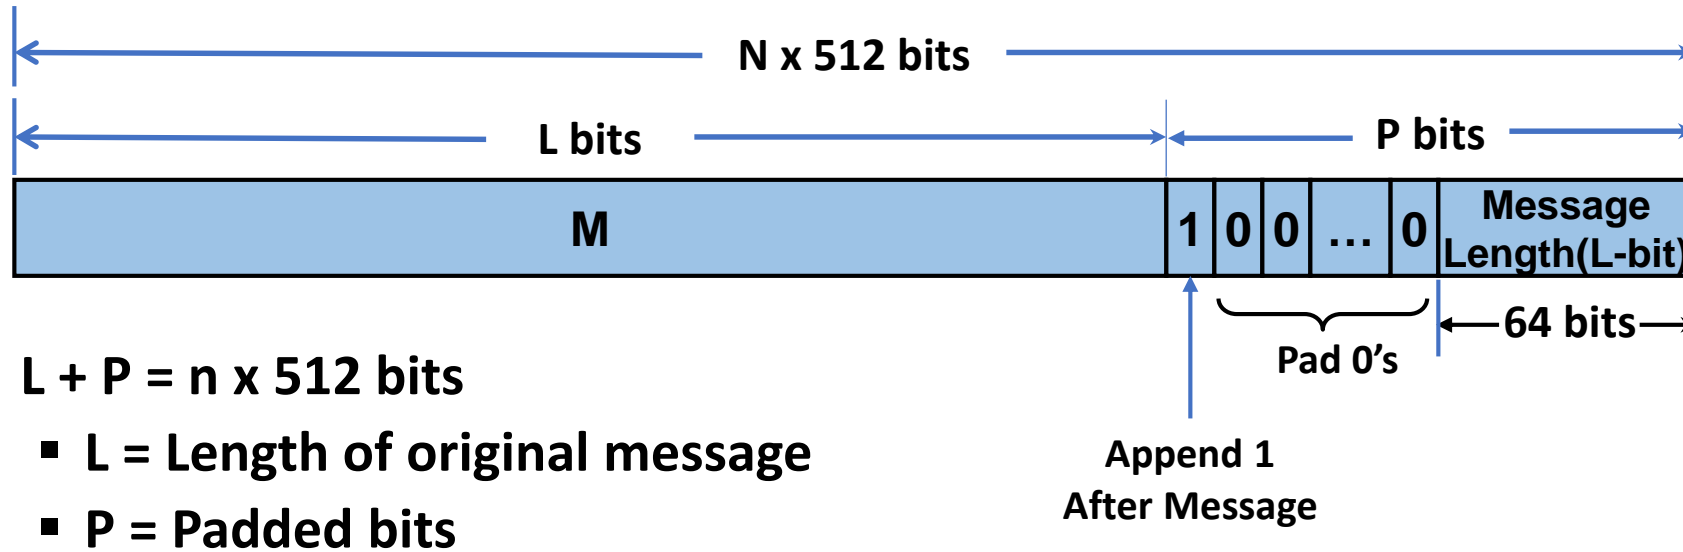 N x 512 bits
L bits
P bits
M
1 0 0 … 0
Message
Length(L-bit)
64 bits
Pad 0’s
L + P = n x 512 bits
▪ L = Length of original message
▪ P = Padded bits
Append 1
After Message